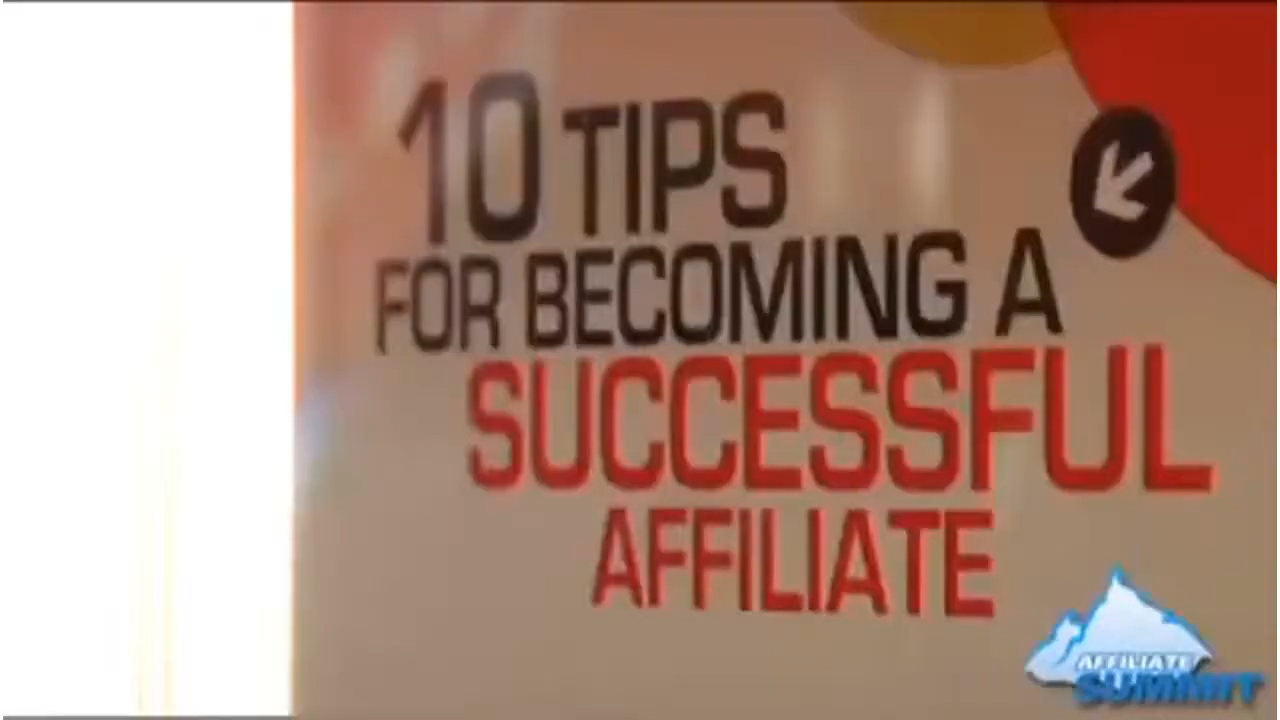 10 TIPS
FOR BECOMING A
SUCCESSFUL
AFFILIATE
AFFILIATE
SUMMIT